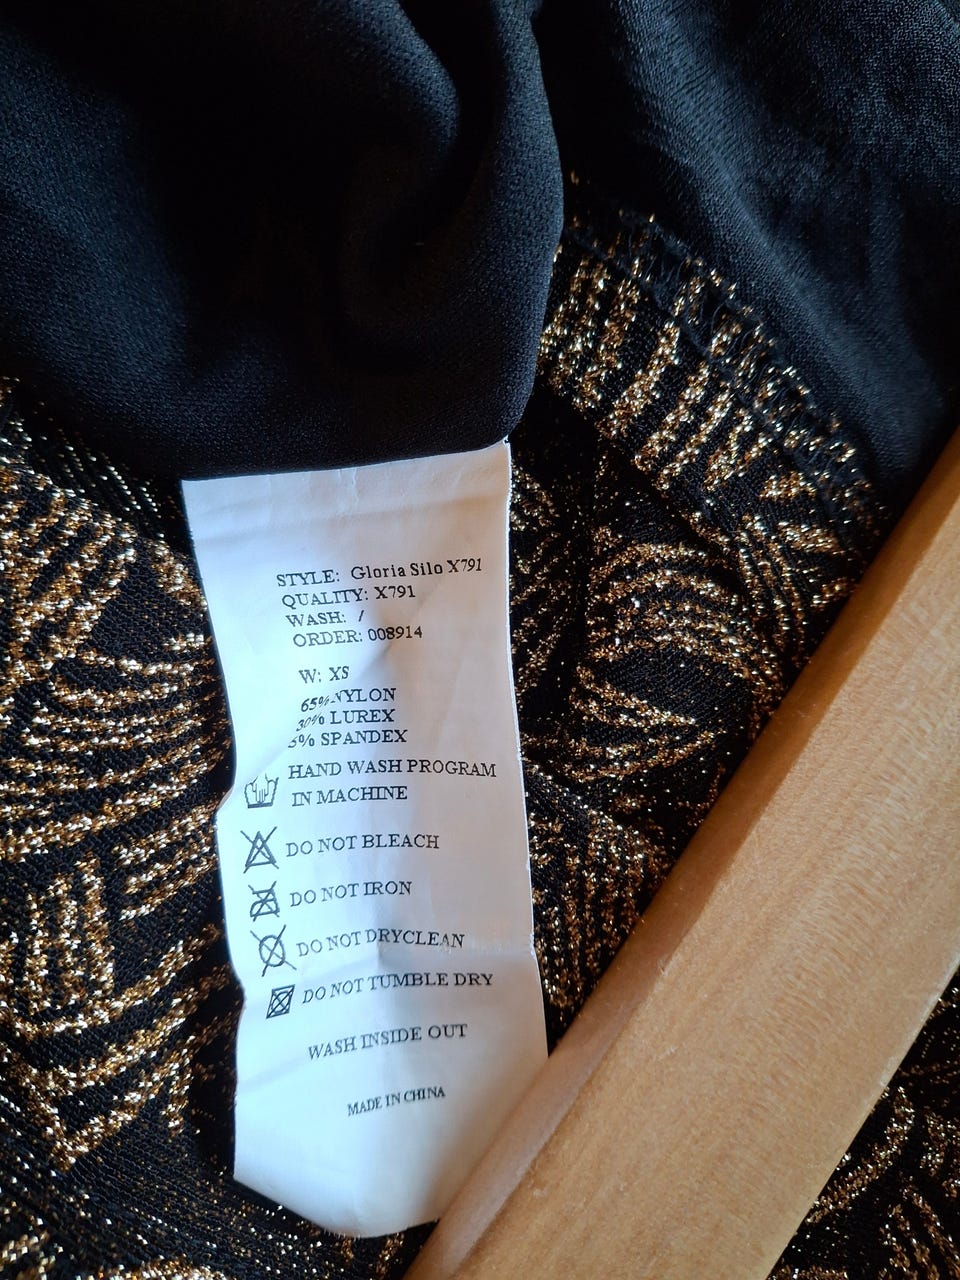 STYLE: Gloria Silo X791
QUALITY: X791
WASH: /
ORDER: 008914
W: XS
65% NYLON
30% LUREX
5% SPANDEX
HAND WASH PROGRAM
IN MACHINE
DO NOT BLEACH
DO NOT IRON
DO NOT DRYCLEAN
DO NOT TUMBLE DRY
WASH INSIDE OUT
MADE IN CHINA